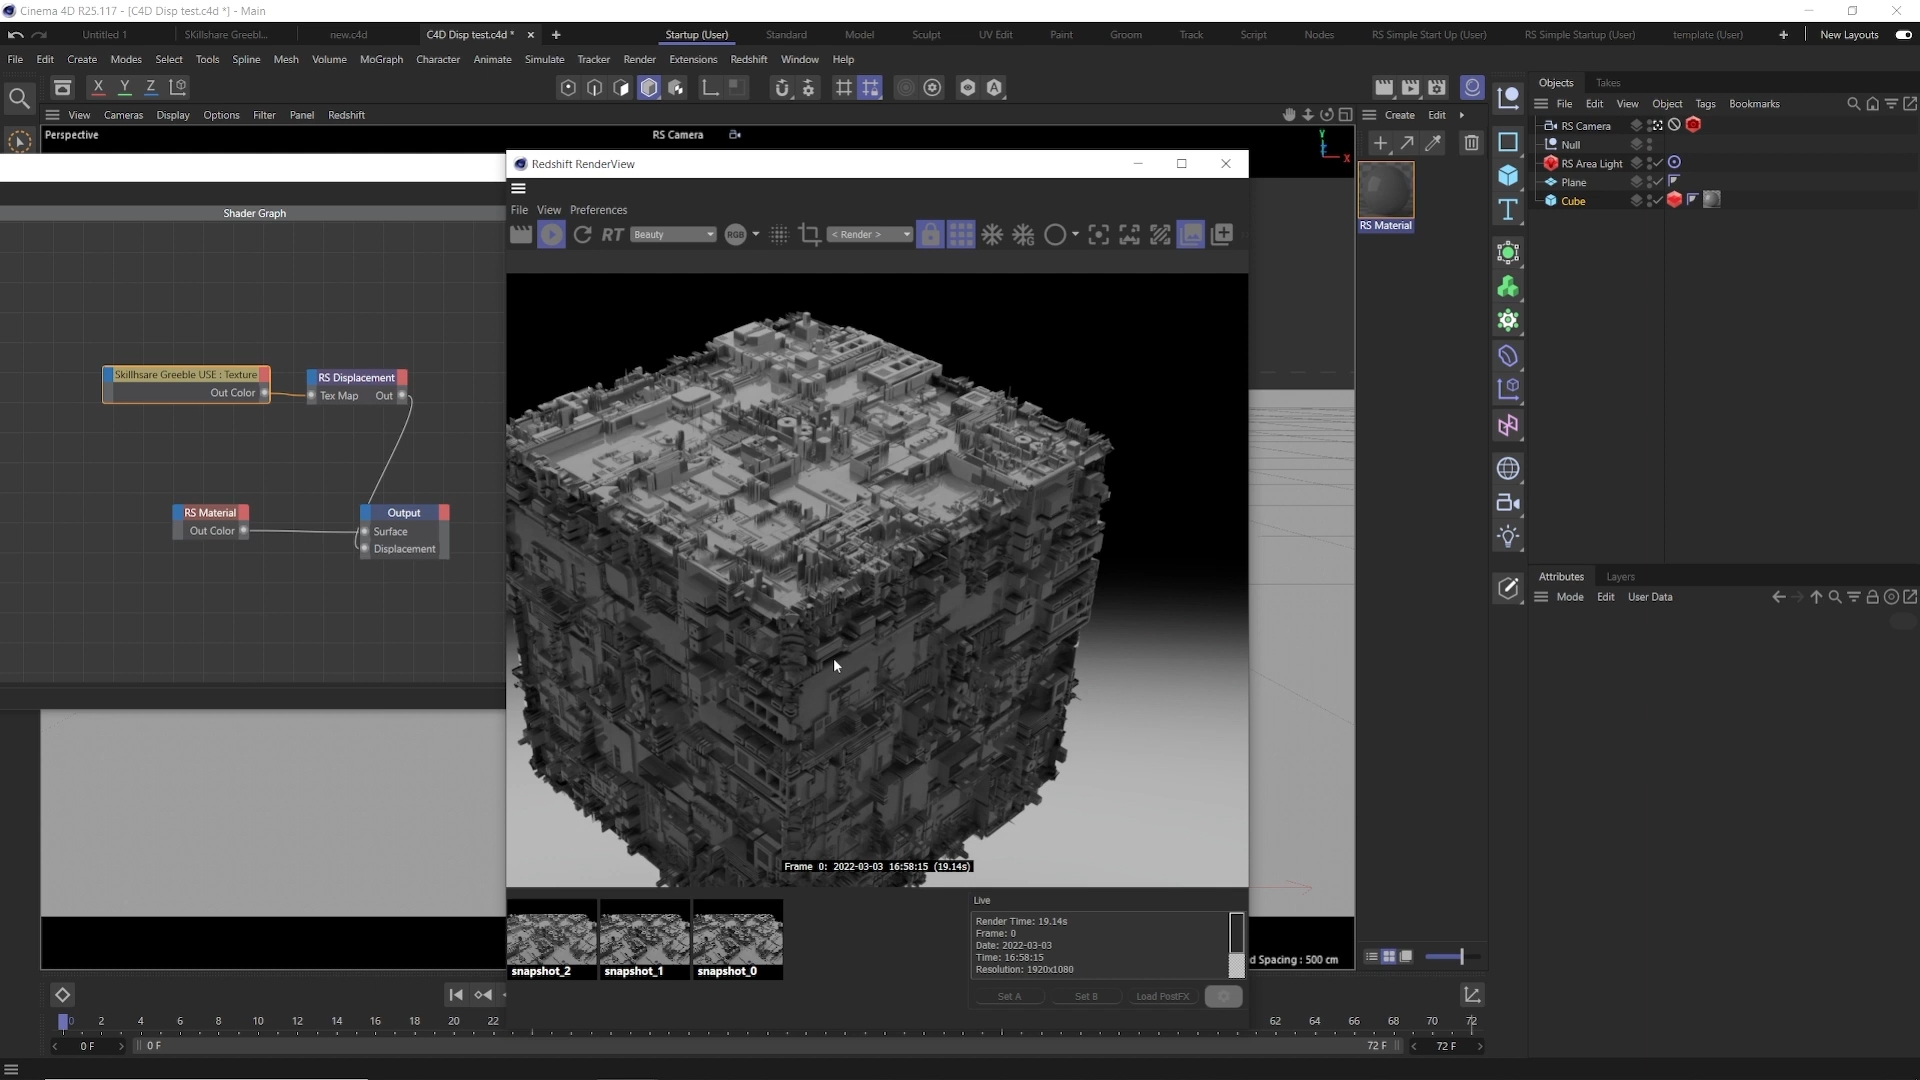 Cinema 4D R25.117 - [C4D Disp test.c4d *] - Main
Untitled 1 SKillshare Greebl... new.c4d C4D Disp test.c4d * Startup (User) Standard Model Sculpt UV Edit Paint Groom Track Script Nodes RS Simple Start Up (User) RS Simple Startup (User) template (User) New Layouts
File Edit Create Modes Select Tools Spline Mesh Volume MoGraph Character Animate Simulate Tracker Render Extensions Redshift Window Help
X Y Z
Objects Takes
File Edit View Object Tags Bookmarks
View Cameras Display Options Filter Panel Redshift
Create Edit
Perspective RS Camera
Y
Z
X
RS Camera
Null
RS Area Light
Plane
Cube
RS Material
Redshift RenderView
File View Preferences
RT Beauty RGB < Render >
Shader Graph
Skillhsare Greeble USE : Texture
Out Color
RS Displacement
Tex Map Out
RS Material
Out Color
Output
Surface
Displacement
Frame 0: 2022-03-03 16:58:15 (19.14s)
snapshot_2 snapshot_1 snapshot_0
Live
Render Time: 19.14s
Frame: 0
Date: 2022-03-03
Time: 16:58:15
Resolution: 1920x1080
Set A Set B Load PostFX
d Spacing : 500 cm
Attributes Layers
Mode Edit User Data
0 2 4 6 8 10 12 14 16 18 20 22 62 64 66 68 70 72
0 F 0 F 72 F 72 F